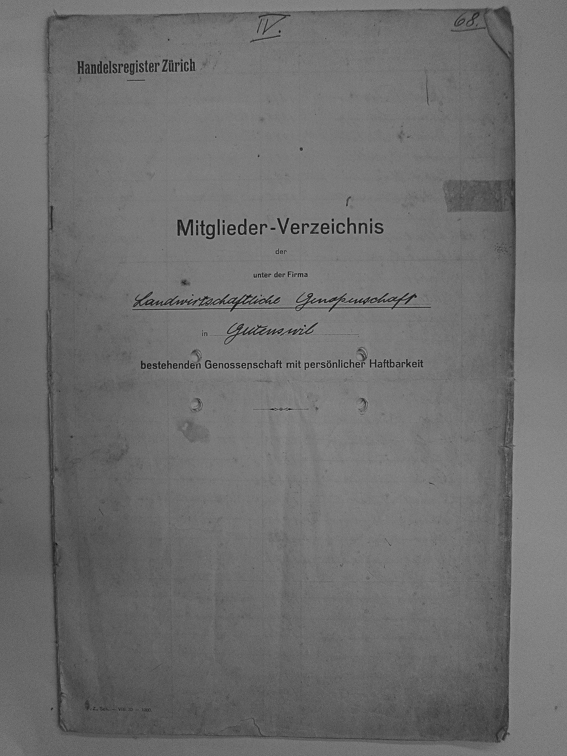 IV.
68.
Handelsregister Zürich
Mitglieder-Verzeichnis
der
unter der Firma
Landwirtschaftliche Genossenschaft
in Gutenswil
bestehenden Genossenschaft mit persönlicher Haftbarkeit